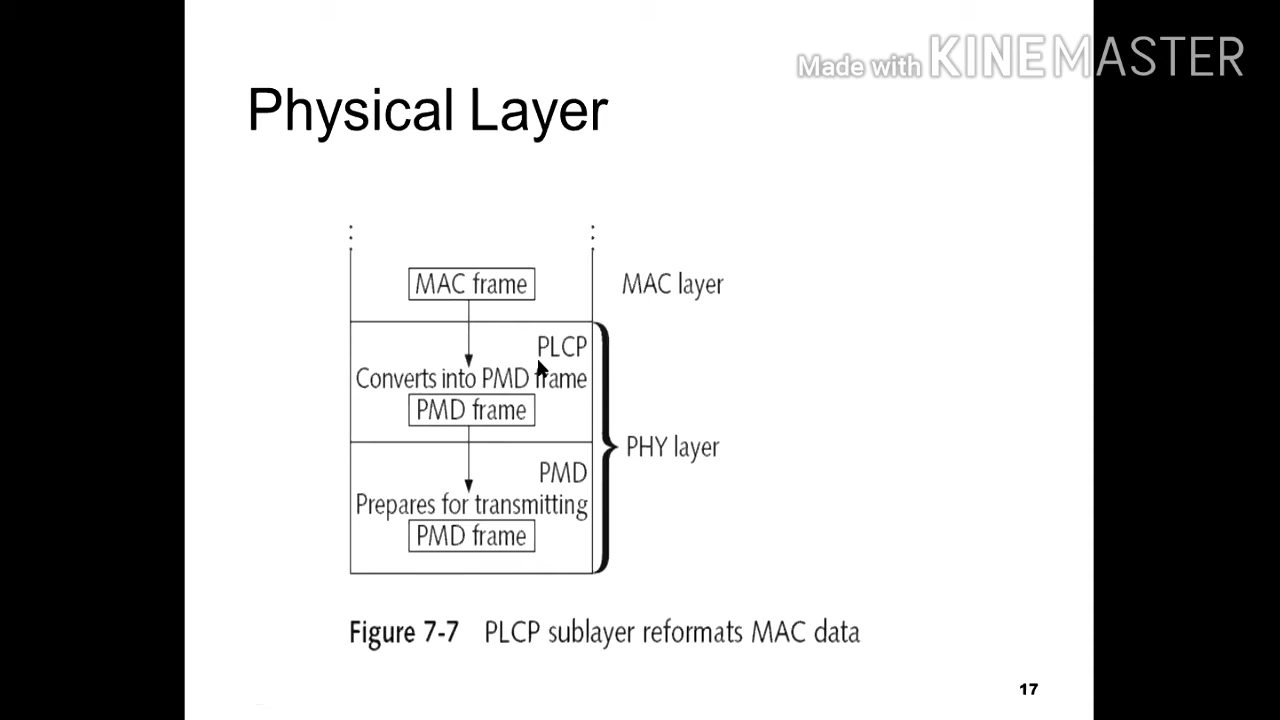 Made with KINEMASTER
Physical Layer
MAC frame
MAC layer
PLCP
Converts into PMD frame
PMD frame
PHY layer
PMD
Prepares for transmitting
PMD frame
Figure 7-7 PLCP sublayer reformats MAC data
17